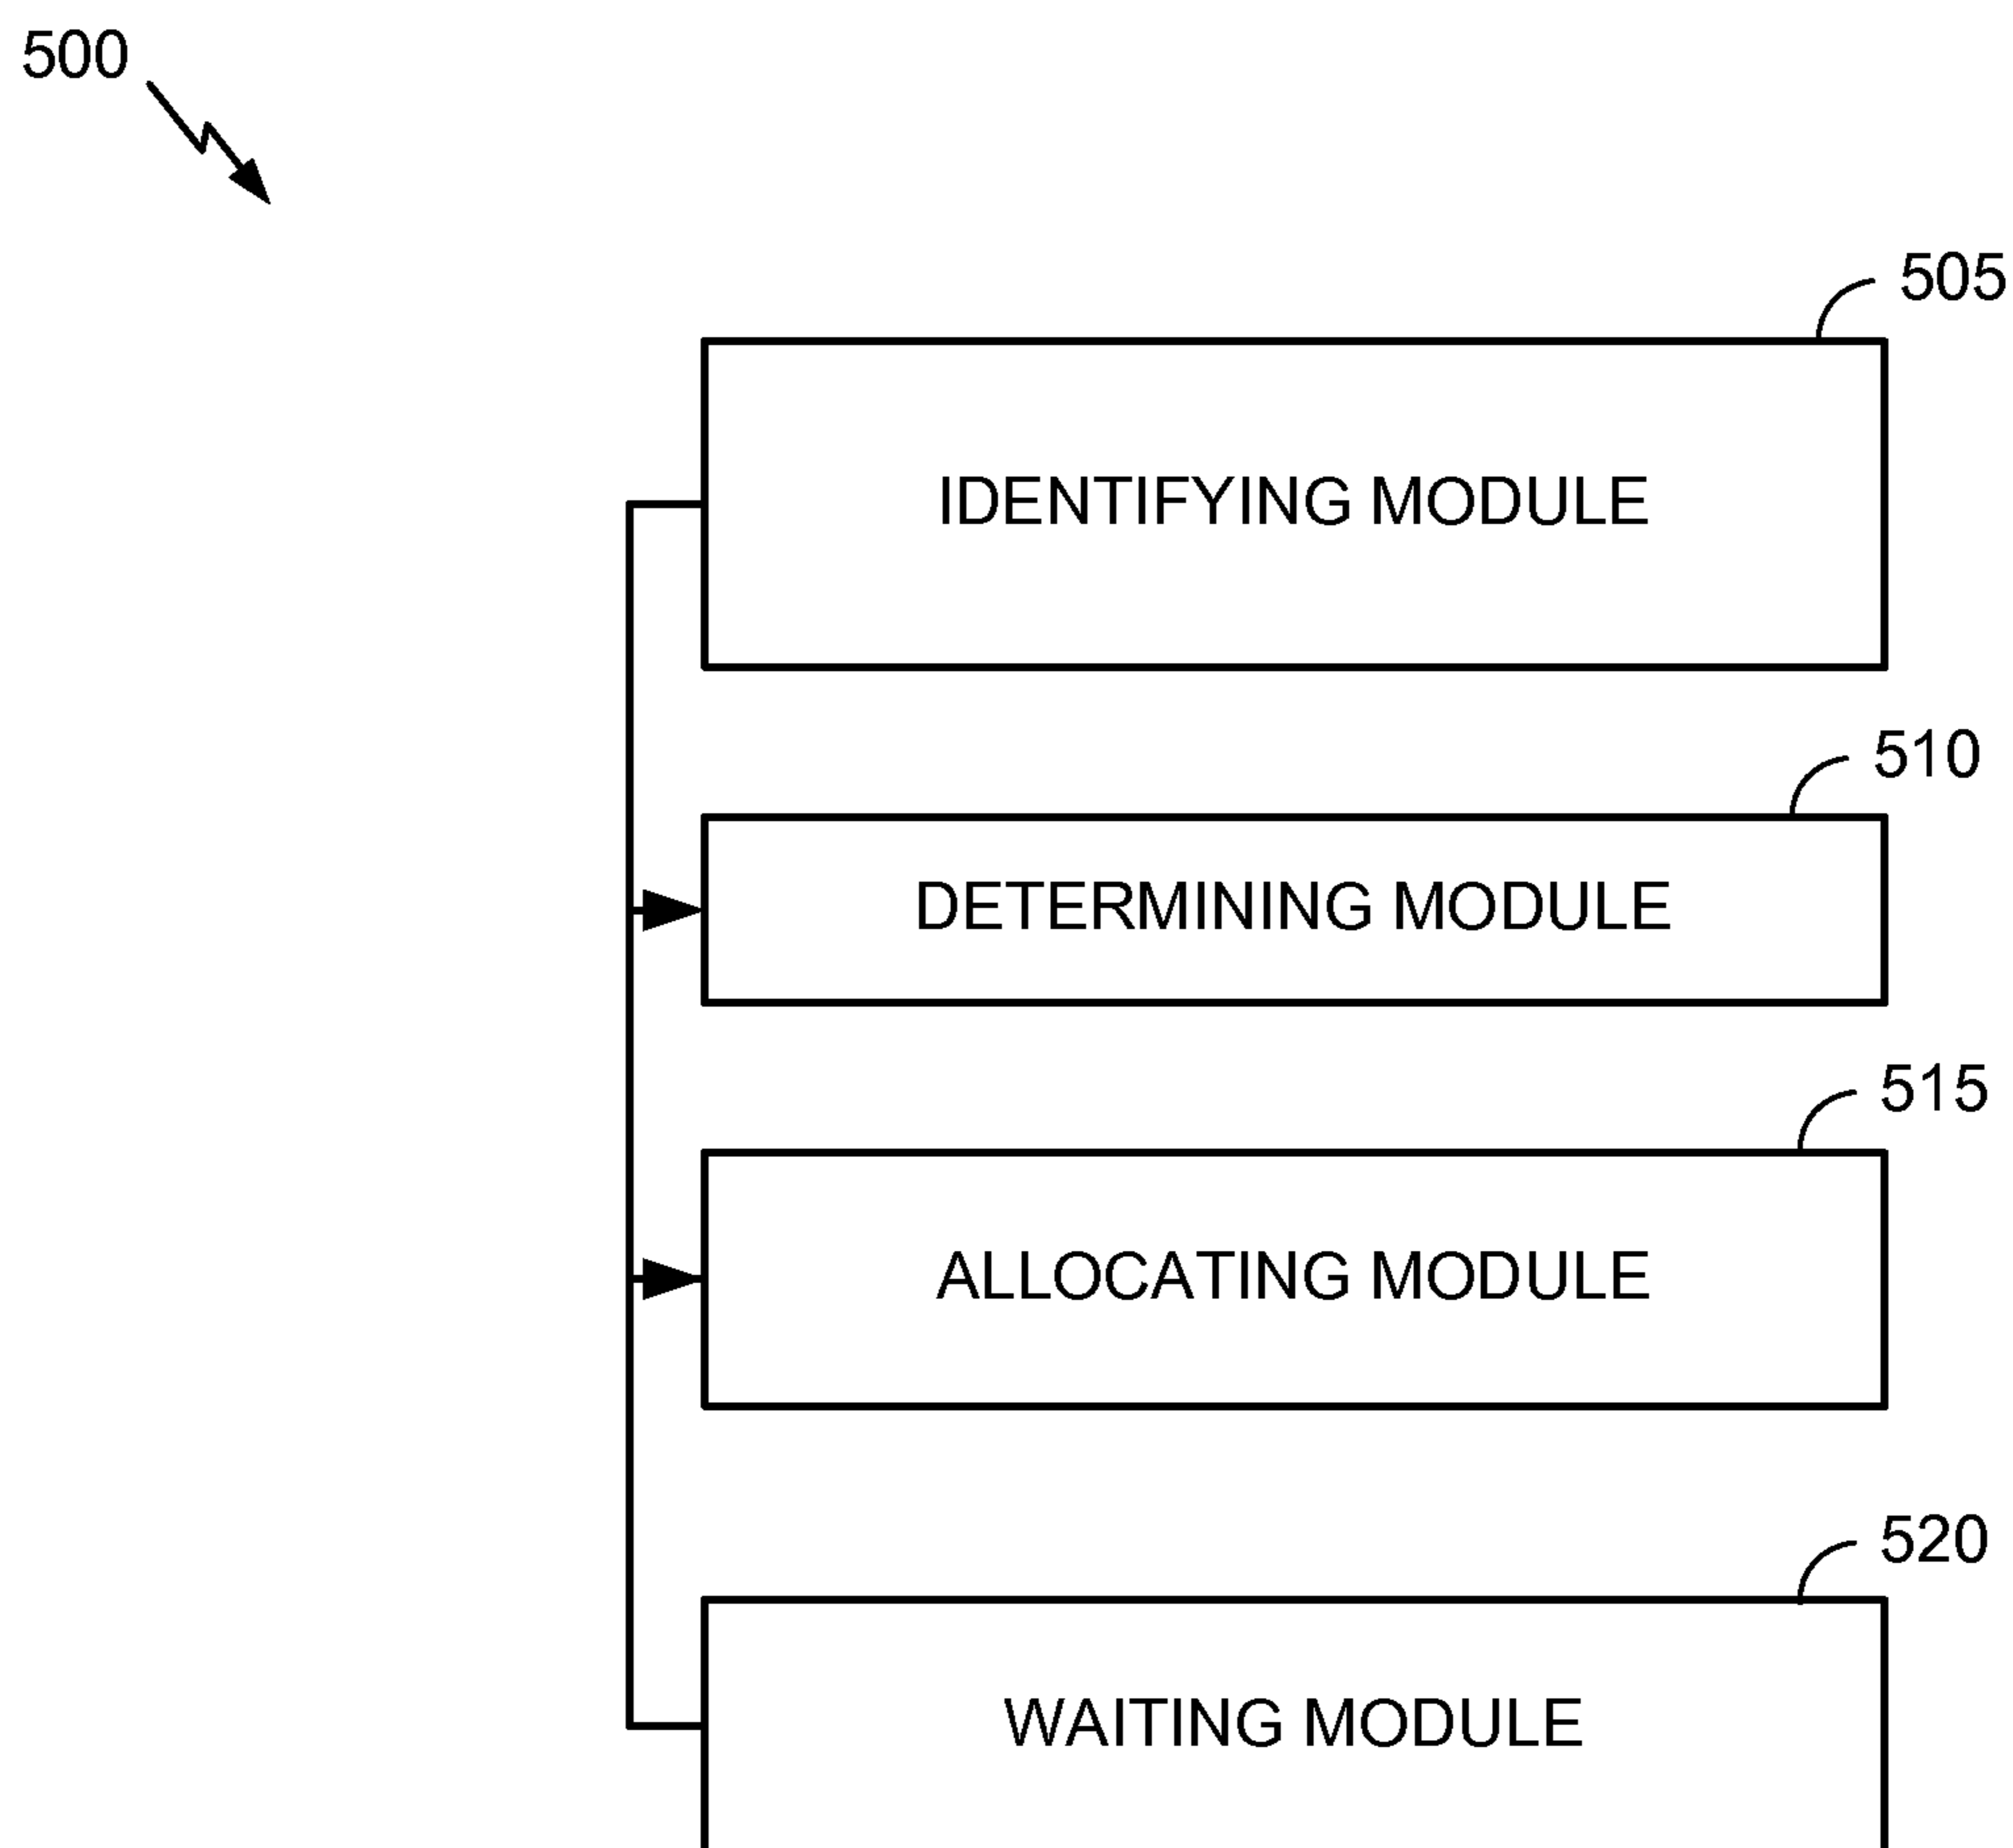 500
505
IDENTIFYING MODULE
510
DETERMINING MODULE
515
ALLOCATING MODULE
520
WAITING MODULE